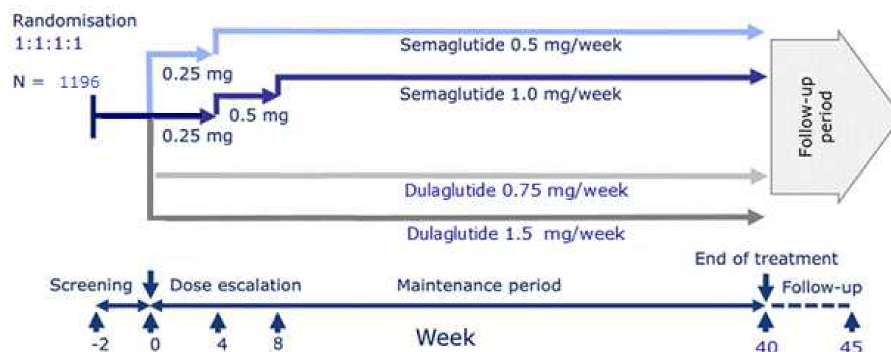 Randomisation
1:1:1:1
N = 1196
0.25 mg
Semaglutide 0.5 mg/week
0.5 mg
Semaglutide 1.0 mg/week
0.25 mg
Dulaglutide 0.75 mg/week
Dulaglutide 1.5 mg/week
Follow-up
period
End of treatment
Screening
Dose escalation
Maintenance period
Follow-up
-2
0
4
8
Week
40
45